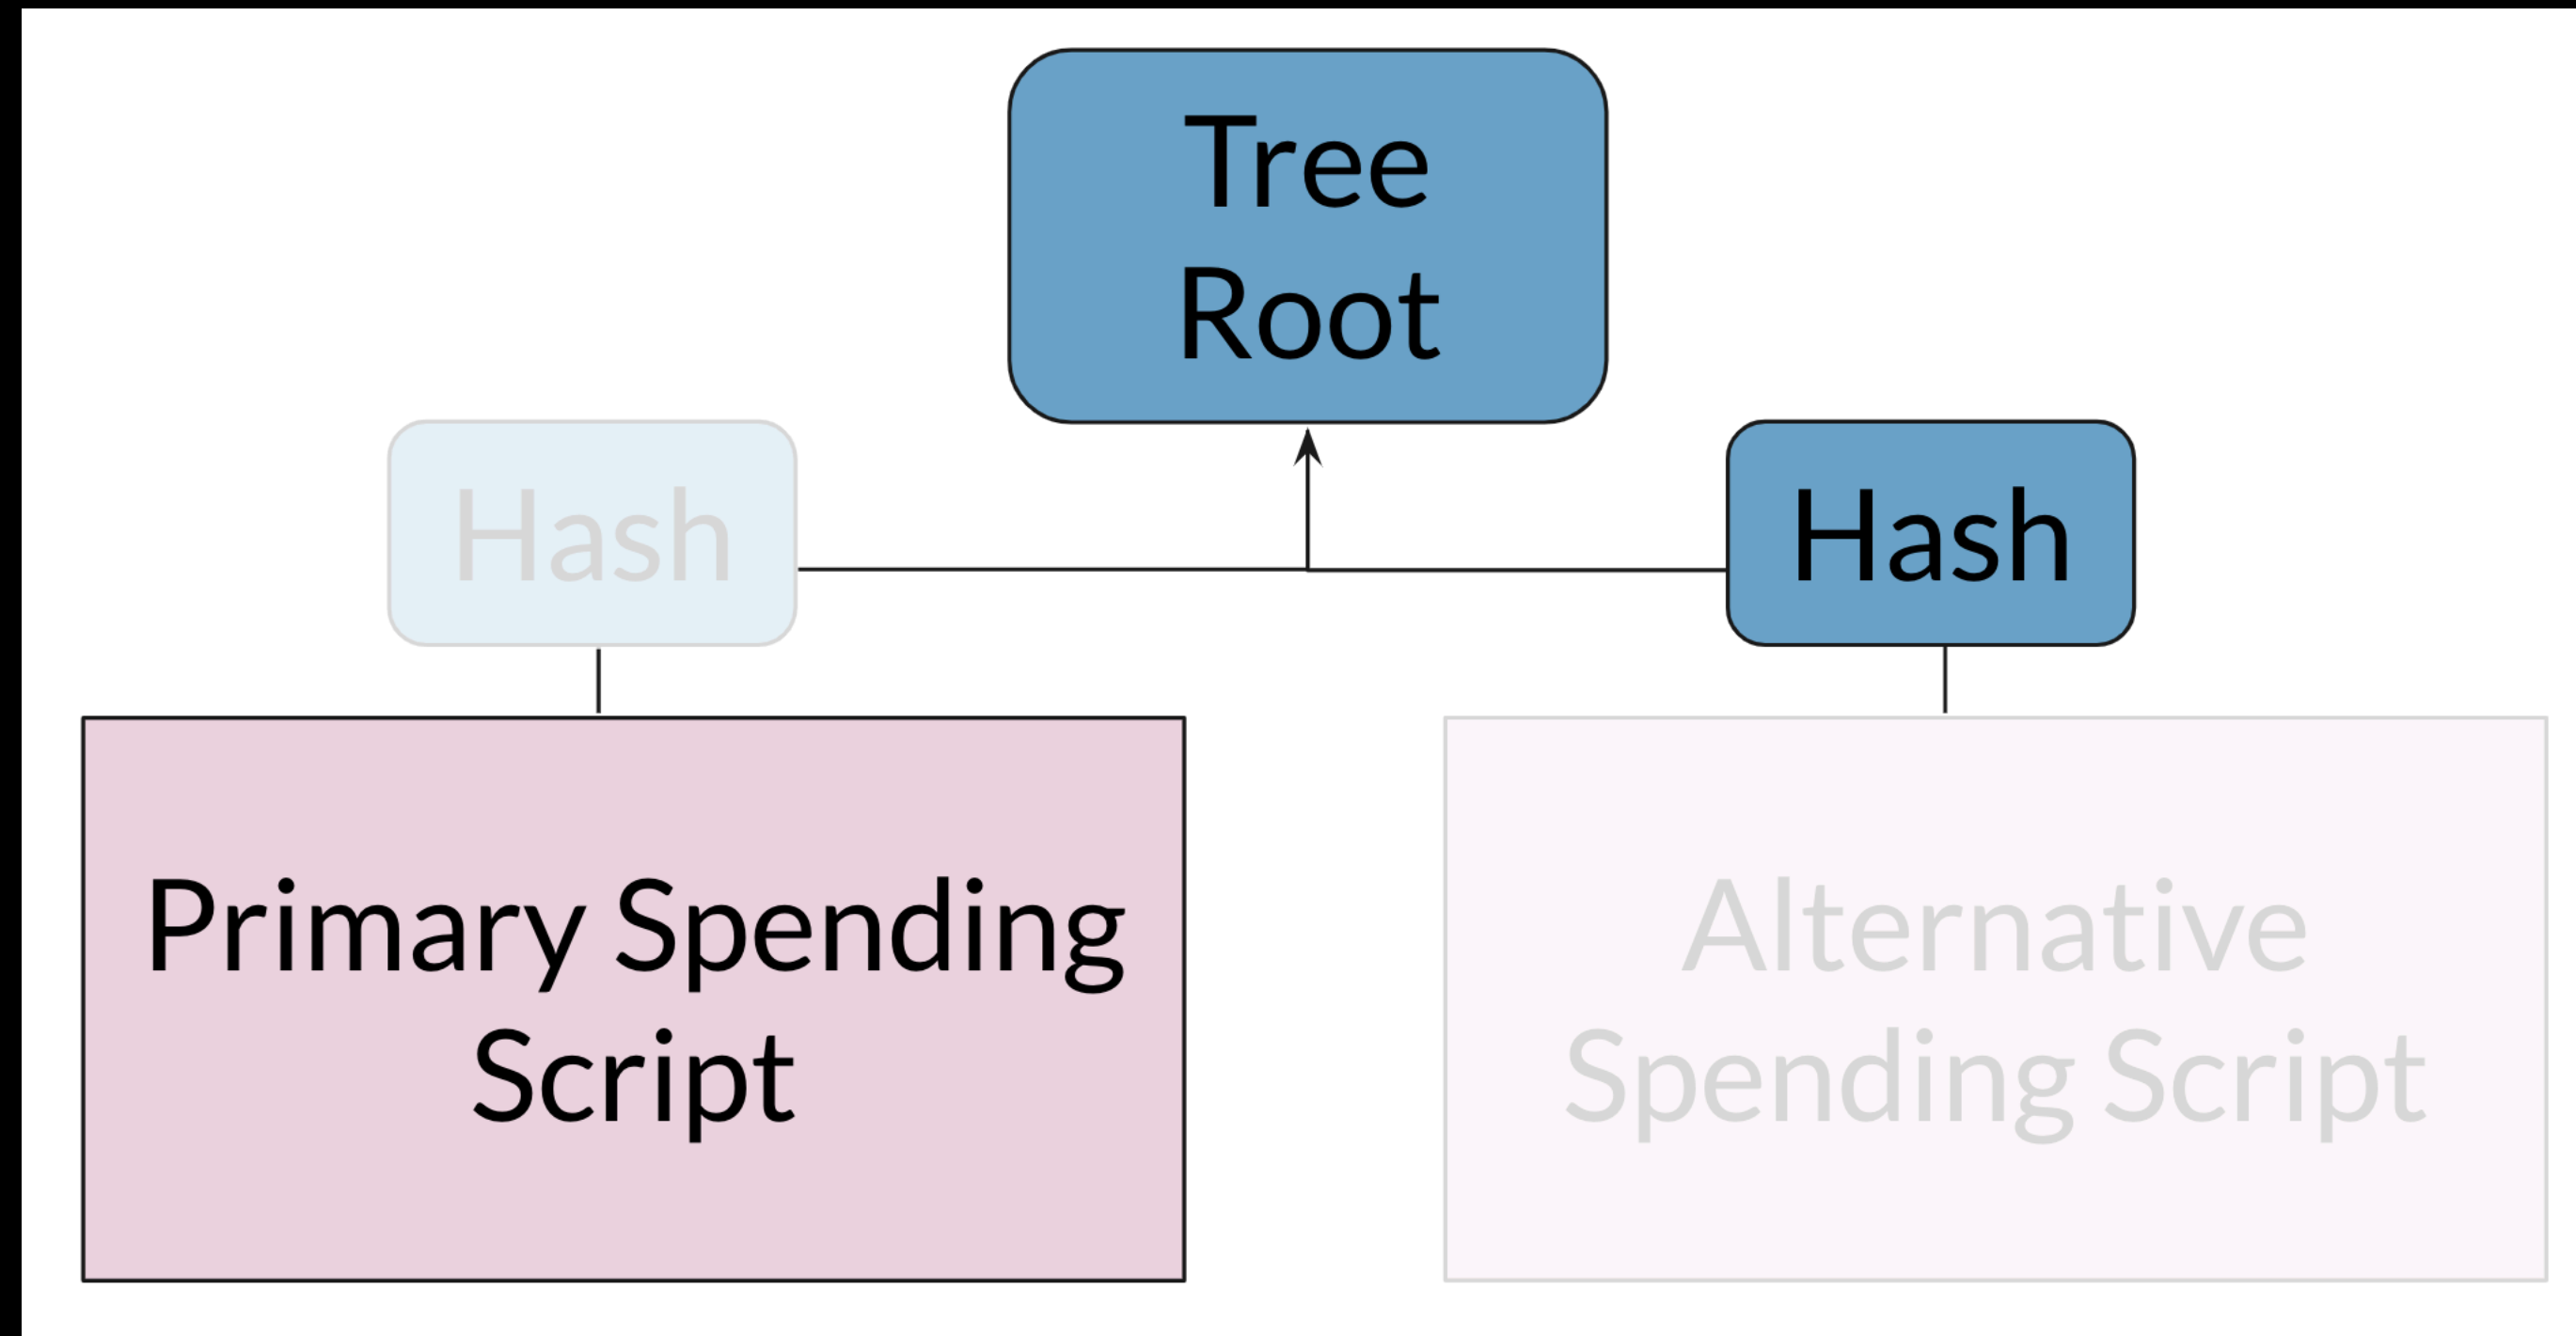 Tree
Root
Hash
Hash
Primary Spending
Script
Alternative
Spending Script